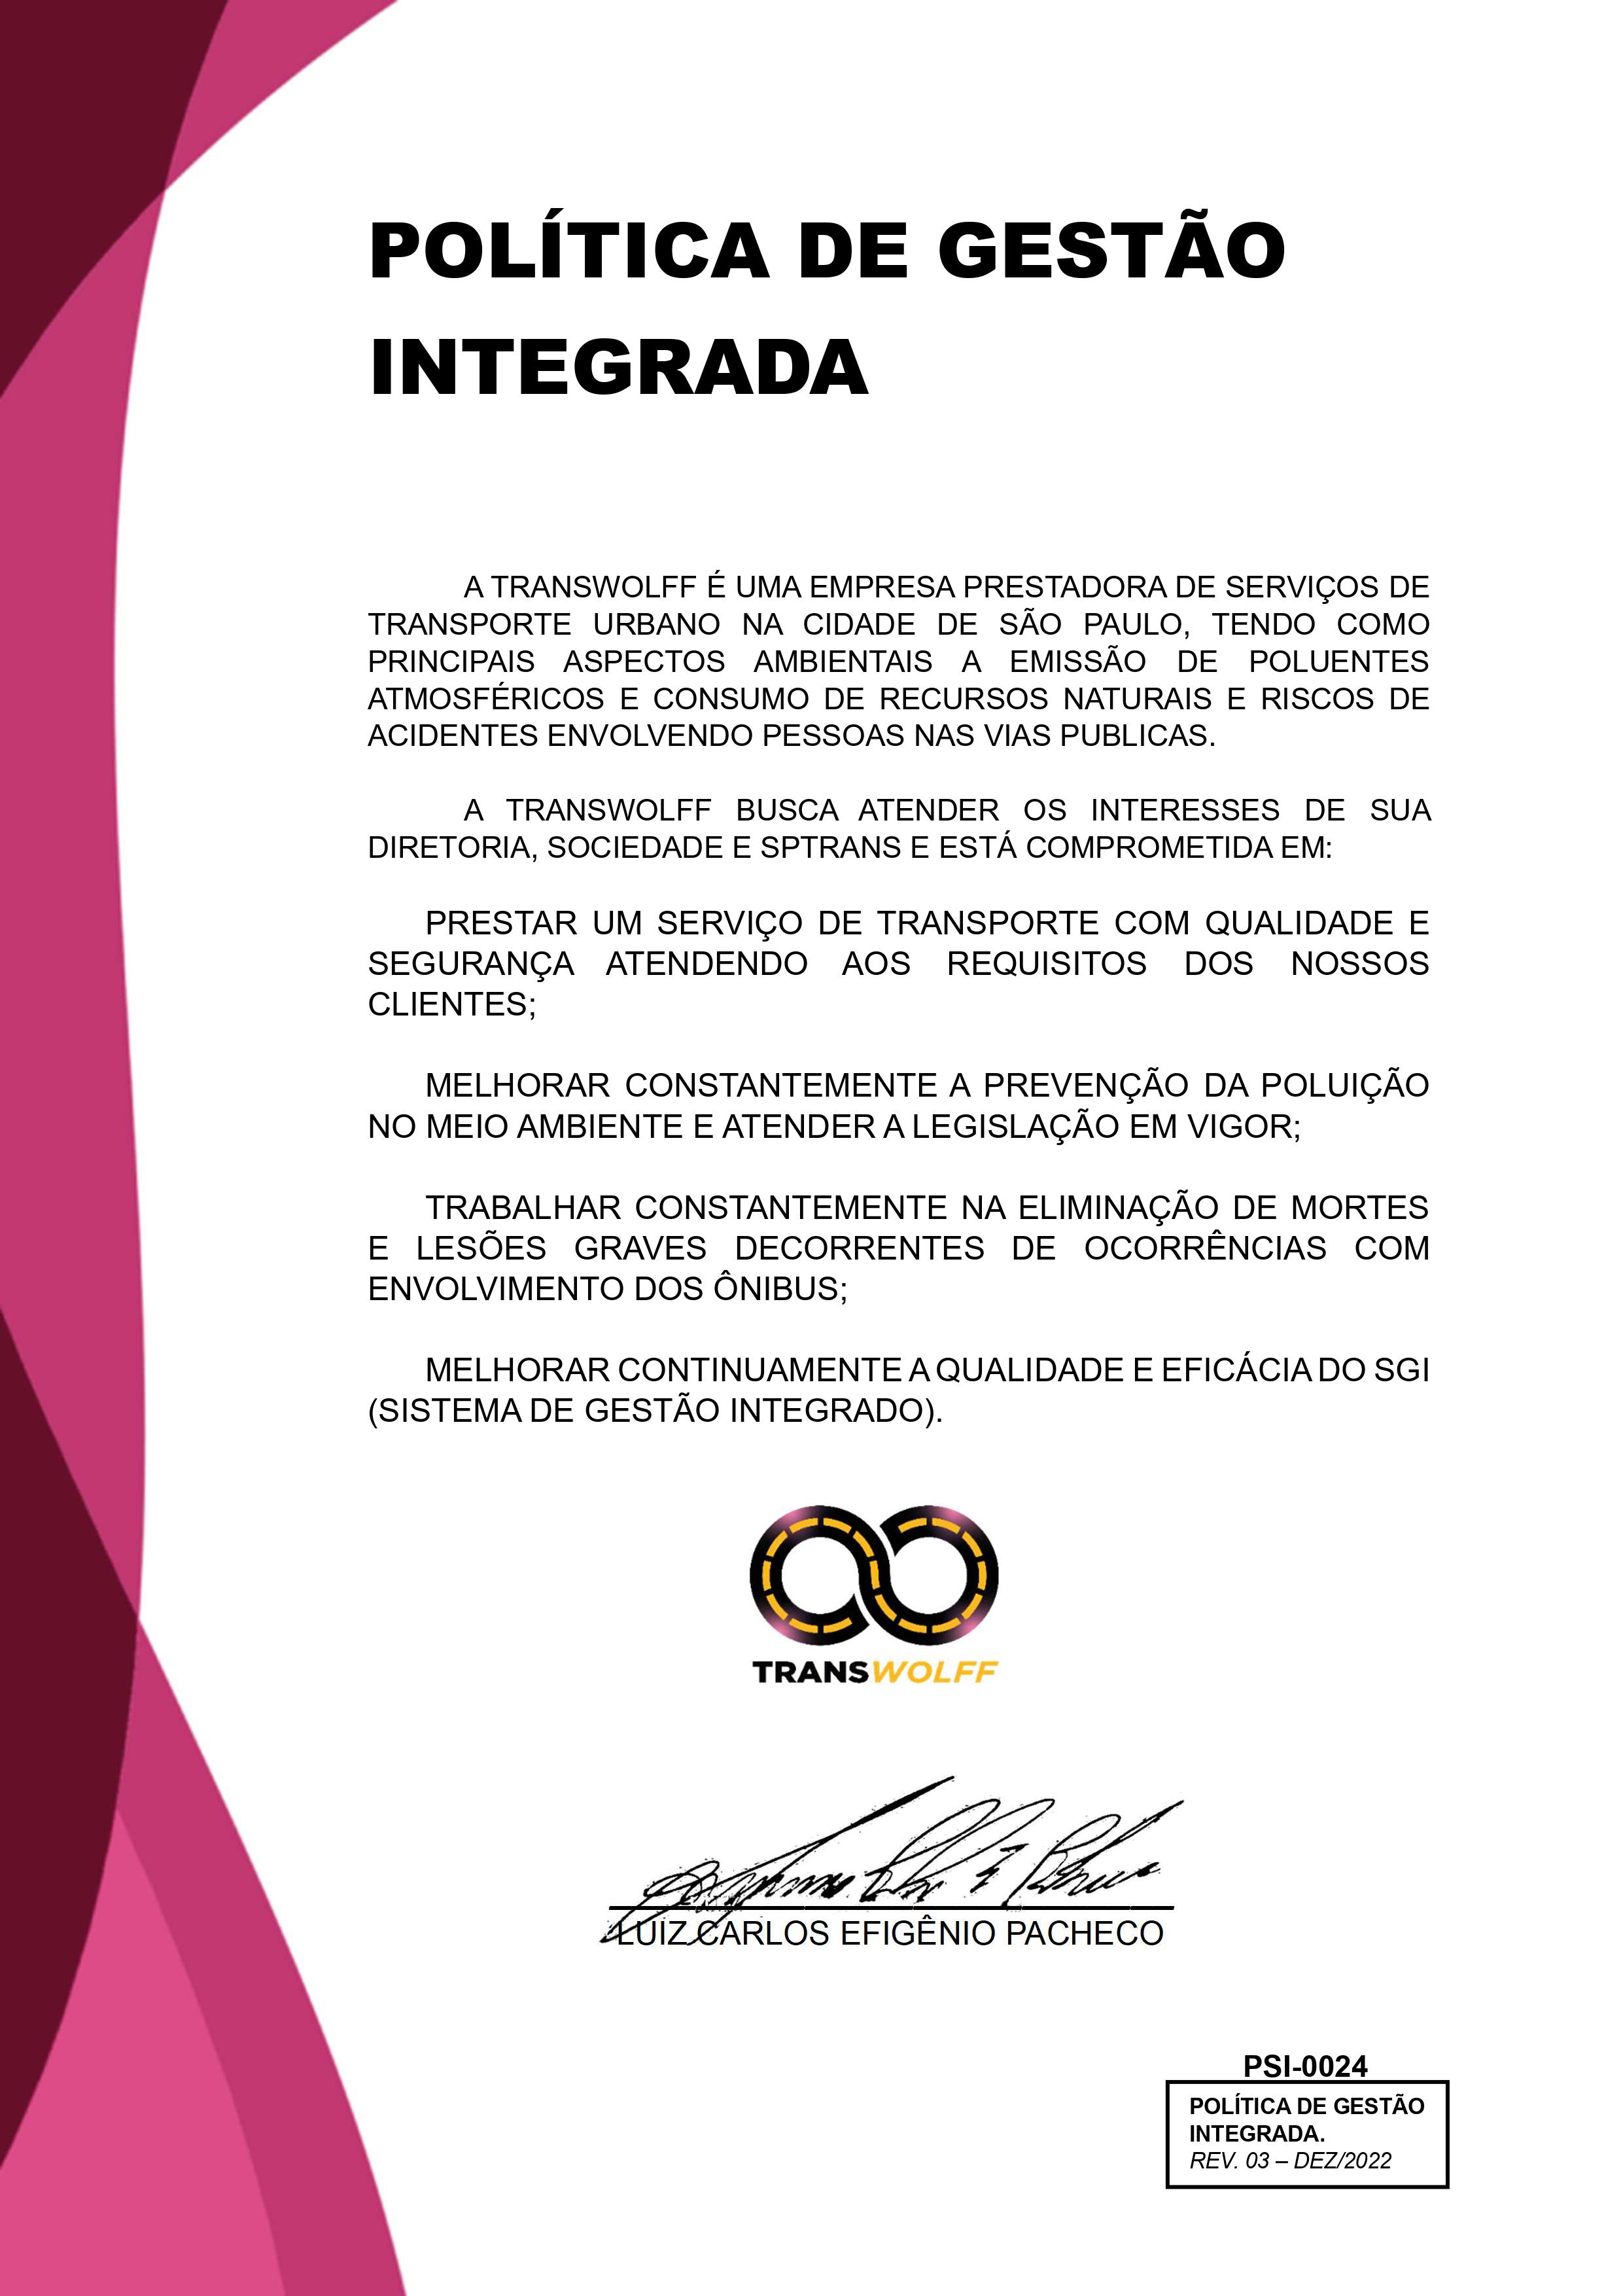 POLÍTICA DE GESTÃO
INTEGRADA
A TRANSWOLFF É UMA EMPRESA PRESTADORA DE SERVIÇOS DE
TRANSPORTE URBANO NA CIDADE DE SÃO PAULO, TENDO COMO
PRINCIPAIS ASPECTOS AMBIENTAIS A EMISSÃO DE POLUENTES
ATMOSFÉRICOS E CONSUMO DE RECURSOS NATURAIS E RISCOS DE
ACIDENTES ENVOLVENDO PESSOAS NAS VIAS PUBLICAS.
A TRANSWOLFF BUSCA ATENDER OS INTERESSES DE SUA
DIRETORIA, SOCIEDADE E SPTRANS E ESTÁ COMPROMETIDA EM:
PRESTAR UM SERVIÇO DE TRANSPORTE COM QUALIDADE E
SEGURANÇA ATENDENDO AOS REQUISITOS DOS NOSSOS
CLIENTES;
MELHORAR CONSTANTEMENTE A PREVENÇÃO DA POLUIÇÃO
NO MEIO AMBIENTE E ATENDER A LEGISLAÇÃO EM VIGOR;
TRABALHAR CONSTANTEMENTE NA ELIMINAÇÃO DE MORTES
E LESÕES GRAVES DECORRENTES DE OCORRÊNCIAS COM
ENVOLVIMENTO DOS ÔNIBUS;
MELHORAR CONTINUAMENTE A QUALIDADE E EFICÁCIA DO SGI
(SISTEMA DE GESTÃO INTEGRADO).
TRANSWOLFF
LUIZ CARLOS EFIGÊNIO PACHECO
PSI-0024
POLÍTICA DE GESTÃO
INTEGRADA.
REV. 03 – DEZ/2022